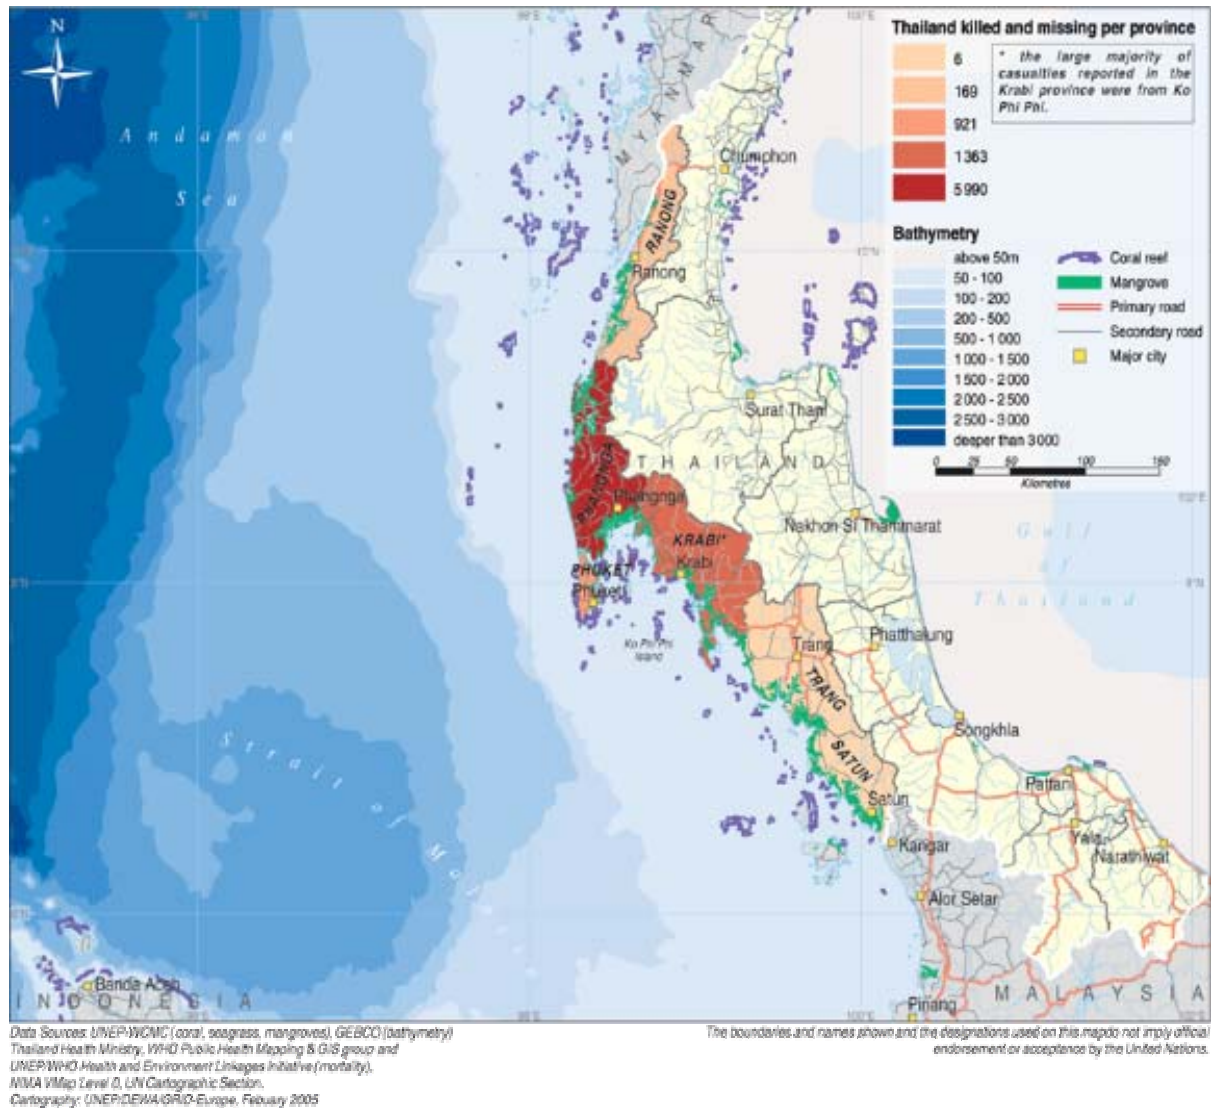 N
Andaman
Sea
MYANMAR
Thailand killed and missing per province
6
169
921
1 363
5 990
* the large majority of
casualties reported in the
Krabi province were from Ko
Phi Phi.
Bathymetry
above 50m
50 - 100
100 - 200
200 - 500
500 - 1 000
1 000 - 1 500
1 500 - 2 000
2 000 - 2 500
2 500 - 3 000
deeper than 3 000
Coral reef
Mangrove
Primary road
Secondary road
Major city
0 25 50 100 150
Kilometres
Chumphon
RANONG
Ranong
Surat Thani
THAILAND
Phangnga
Nakhon Si Thammarat
KRABI*
Krabi
PHUKET
Phuket
Gulf
of
Thailand
Ko Phi Phi
Island
Trang
TRANG
Phatthalung
SATUN
Satun
Songkhla
Pattani
Yala
Narathiwat
Strait of
Kangar
Alor Setar
Banda Aceh
INDONESIA
MALAYSIA
Pinang
Data Sources: UNEP-WCMC (coral, seagrass, mangroves), GEBCO (bathymetry)
Thailand Health Ministry, WHO Public Health Mapping & GIS group and
UNEP/WHO-Health and Environment Linkages Initiative (mortality),
NIMA VMap Level 0, UN Cartographic Section.
Cartography: UNEP/DEWA/GRID-Europe, Febuary 2005
The boundaries and names shown and the designations used on this map do not imply official
endorsement or acceptance by the United Nations.